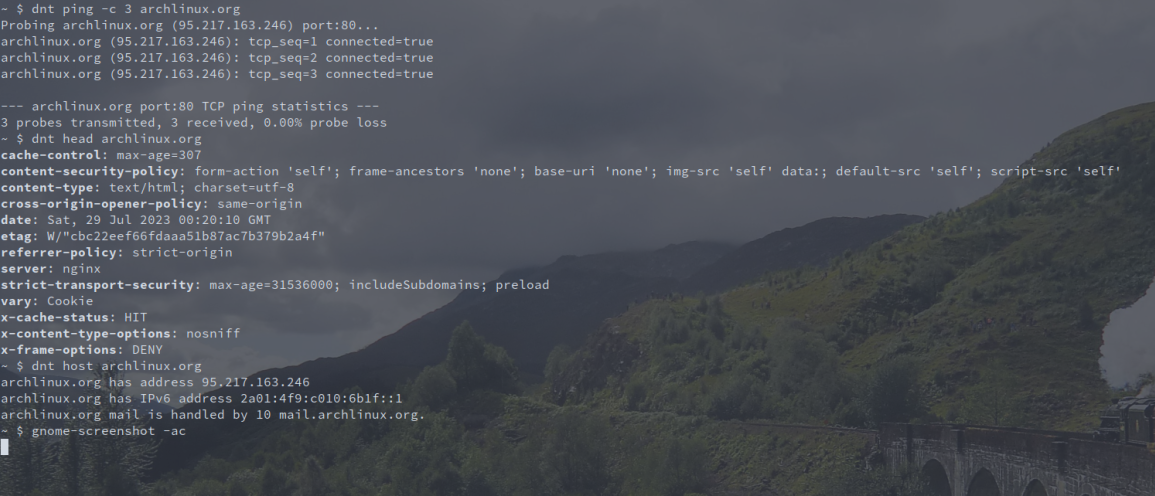 ~ $ dnt ping -c 3 archlinux.org
Probing archlinux.org (95.217.163.246) port:80...
archlinux.org (95.217.163.246): tcp_seq=1 connected=true
archlinux.org (95.217.163.246): tcp_seq=2 connected=true
archlinux.org (95.217.163.246): tcp_seq=3 connected=true
--- archlinux.org port:80 TCP ping statistics ---
3 probes transmitted, 3 received, 0.00% probe loss
~ $ dnt head archlinux.org
cache-control: max-age=307
content-security-policy: form-action 'self'; frame-ancestors 'none'; base-uri 'none'; img-src 'self' data:; default-src 'self'; script-src 'self'
content-type: text/html; charset=utf-8
cross-origin-opener-policy: same-origin
date: Sat, 29 Jul 2023 00:20:10 GMT
etag: W/"cbc22eef66fdaaa51b87ac7b379b2a4f"
referrer-policy: strict-origin
server: nginx
strict-transport-security: max-age=31536000; includeSubdomains; preload
vary: Cookie
x-cache-status: HIT
x-content-type-options: nosniff
x-frame-options: DENY
~ $ dnt host archlinux.org
archlinux.org has address 95.217.163.246
archlinux.org has IPv6 address 2a01:4f9:c010:6b1f::1
archlinux.org mail is handled by 10 mail.archlinux.org.
~ $ gnome-screenshot -ac